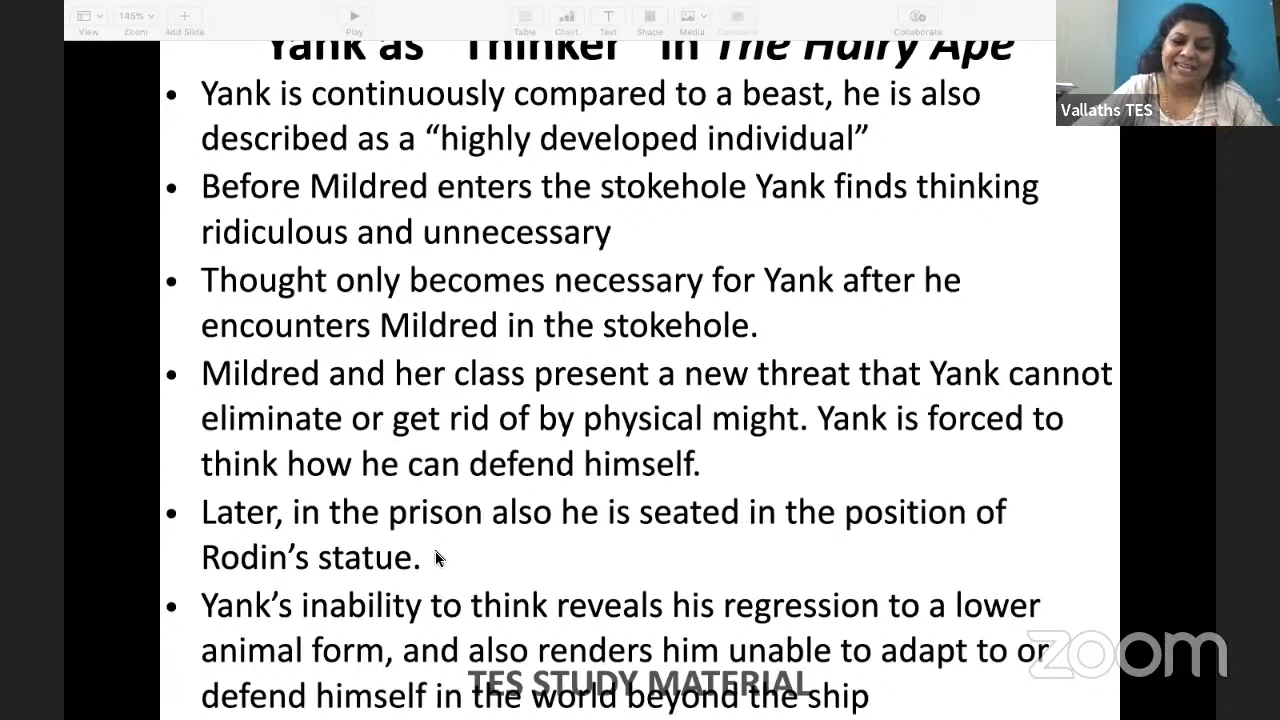 145%
View Zoom Add Slide Play Table Chart Text Shape Media Comment Collaborate
Yank as "Thinker" in The Hairy Ape
Vallaths TES
• Yank is continuously compared to a beast, he is also
described as a “highly developed individual”
• Before Mildred enters the stokehole Yank finds thinking
ridiculous and unnecessary
• Thought only becomes necessary for Yank after he
encounters Mildred in the stokehole.
• Mildred and her class present a new threat that Yank cannot
eliminate or get rid of by physical might. Yank is forced to
think how he can defend himself.
• Later, in the prison also he is seated in the position of
Rodin’s statue.
• Yank’s inability to think reveals his regression to a lower
animal form, and also renders him unable to adapt to or
zoom
TES STUDY MATERIAL
defend himself in the world beyond the ship